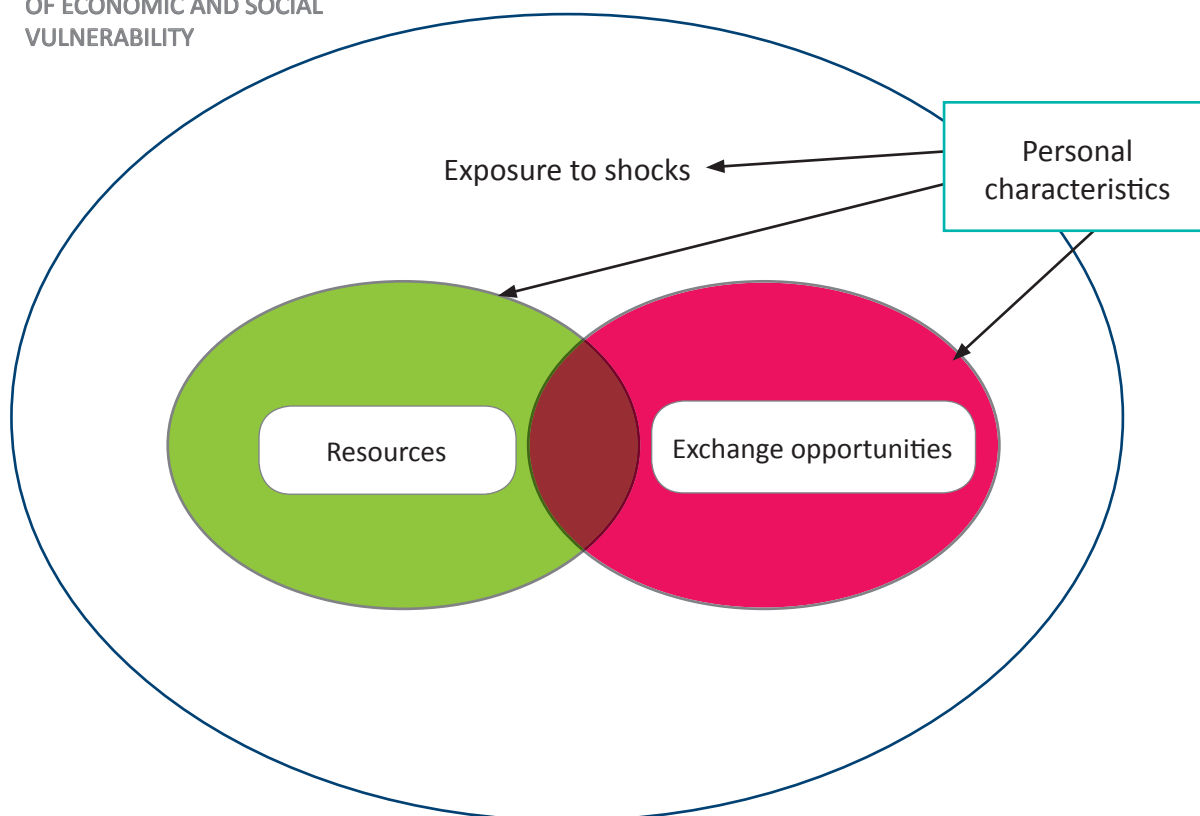 OF ECONOMIC AND SOCIAL
VULNERABILITY
Personal
characteristics
Exposure to shocks
Resources
Exchange opportunities